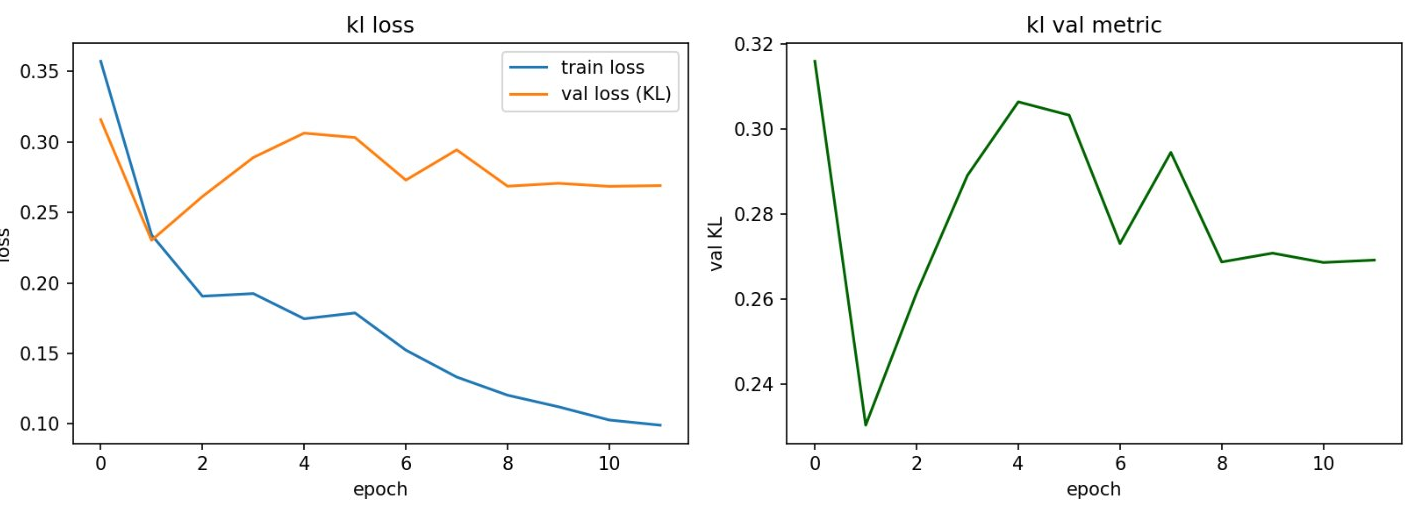 kl loss
kl val metric
train loss
val loss (KL)
0.35
0.30
0.25
0.20
0.15
0.10
loss
0 2 4 6 8 10
epoch
0.32
0.30
0.28
0.26
0.24
val KL
0 2 4 6 8 10
epoch